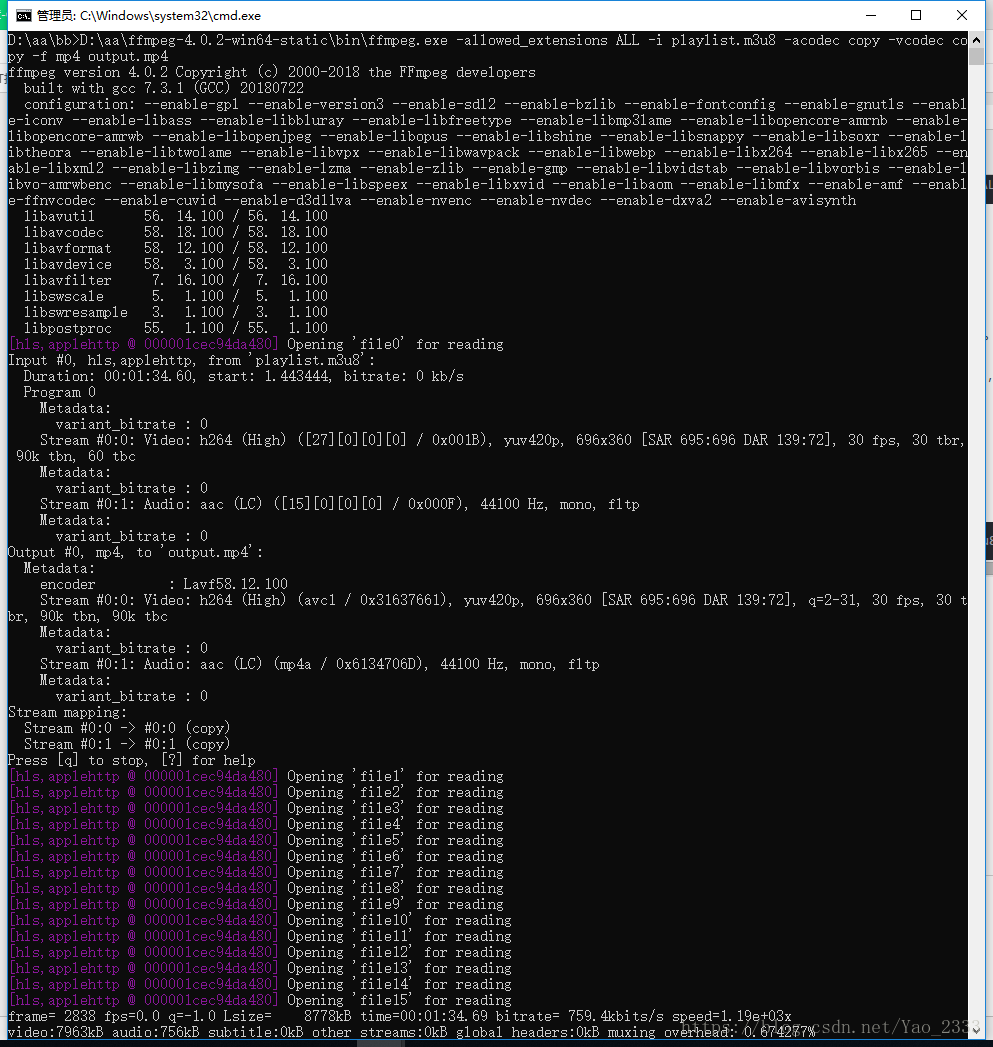 管理员: C:\Windows\system32\cmd.exe
D:\aa\bb>D:\aa\ffmpeg-4.0.2-win64-static\bin\ffmpeg.exe -allowed_extensions ALL -i playlist.m3u8 -acodec copy -vcodec co
py -f mp4 output.mp4
ffmpeg version 4.0.2 Copyright (c) 2000-2018 the FFmpeg developers
  built with gcc 7.3.1 (GCC) 20180722
  configuration: --enable-gpl --enable-version3 --enable-sdl2 --enable-bzlib --enable-fontconfig --enable-gnutls --enabl
e-iconv --enable-libass --enable-libbluray --enable-libfreetype --enable-libmp3lame --enable-libopencore-amrnb --enable-
libopencore-amrwb --enable-libopenjpeg --enable-libopus --enable-libshine --enable-libsnappy --enable-libsoxr --enable-l
ibtheora --enable-libtwolame --enable-libvpx --enable-libwavpack --enable-libwebp --enable-libx264 --enable-libx265 --en
able-libxml2 --enable-libzimg --enable-lzma --enable-zlib --enable-gmp --enable-libvidstab --enable-libvorbis --enable-l
ibvo-amrwbenc --enable-libmysofa --enable-libspeex --enable-libxvid --enable-libaom --enable-libmfx --enable-amf --enabl
e-ffnvcodec --enable-cuvid --enable-d3d11va --enable-nvenc --enable-nvdec --enable-dxva2 --enable-avisynth
  libavutil      56. 14.100 / 56. 14.100
  libavcodec     58. 18.100 / 58. 18.100
  libavformat    58. 12.100 / 58. 12.100
  libavdevice    58.  3.100 / 58.  3.100
  libavfilter     7. 16.100 /  7. 16.100
  libswscale      5.  1.100 /  5.  1.100
  libswresample   3.  1.100 /  3.  1.100
  libpostproc    55.  1.100 / 55.  1.100
[hls,applehttp @ 000001cec94da480] Opening 'file0' for reading
Input #0, hls,applehttp, from 'playlist.m3u8':
  Duration: 00:01:34.60, start: 1.443444, bitrate: 0 kb/s
  Program 0
    Metadata:
      variant_bitrate : 0
    Stream #0:0: Video: h264 (High) ([27][0][0][0] / 0x001B), yuv420p, 696x360 [SAR 695:696 DAR 139:72], 30 fps, 30 tbr,
 90k tbn, 60 tbc
    Metadata:
      variant_bitrate : 0
    Stream #0:1: Audio: aac (LC) ([15][0][0][0] / 0x000F), 44100 Hz, mono, fltp
    Metadata:
      variant_bitrate : 0
Output #0, mp4, to 'output.mp4':
  Metadata:
    encoder         : Lavf58.12.100
    Stream #0:0: Video: h264 (High) (avc1 / 0x31637661), yuv420p, 696x360 [SAR 695:696 DAR 139:72], q=2-31, 30 fps, 30 t
br, 90k tbn, 90k tbc
    Metadata:
      variant_bitrate : 0
    Stream #0:1: Audio: aac (LC) (mp4a / 0x6134706D), 44100 Hz, mono, fltp
    Metadata:
      variant_bitrate : 0
Stream mapping:
  Stream #0:0 -> #0:0 (copy)
  Stream #0:1 -> #0:1 (copy)
Press [q] to stop, [?] for help
[hls,applehttp @ 000001cec94da480] Opening 'file1' for reading
[hls,applehttp @ 000001cec94da480] Opening 'file2' for reading
[hls,applehttp @ 000001cec94da480] Opening 'file3' for reading
[hls,applehttp @ 000001cec94da480] Opening 'file4' for reading
[hls,applehttp @ 000001cec94da480] Opening 'file5' for reading
[hls,applehttp @ 000001cec94da480] Opening 'file6' for reading
[hls,applehttp @ 000001cec94da480] Opening 'file7' for reading
[hls,applehttp @ 000001cec94da480] Opening 'file8' for reading
[hls,applehttp @ 000001cec94da480] Opening 'file9' for reading
[hls,applehttp @ 000001cec94da480] Opening 'file10' for reading
[hls,applehttp @ 000001cec94da480] Opening 'file11' for reading
[hls,applehttp @ 000001cec94da480] Opening 'file12' for reading
[hls,applehttp @ 000001cec94da480] Opening 'file13' for reading
[hls,applehttp @ 000001cec94da480] Opening 'file14' for reading
[hls,applehttp @ 000001cec94da480] Opening 'file15' for reading
frame= 2838 fps=0.0 q=-1.0 Lsize=    8778kB time=00:01:34.69 bitrate= 759.4kbits/s speed=1.19e+03x
video:7963kB audio:756kB subtitle:0kB other streams:0kB global headers:0kB muxing overhead: 0.674277%
https://blog.csdn.net/Yao_2333